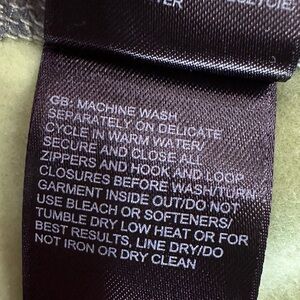 TER
GB: MACHINE WASH
SEPARATELY ON DELICATE
CYCLE IN WARM WATER/
SECURE AND CLOSE ALL
ZIPPERS AND HOOK AND LOOP
CLOSURES BEFORE WASH/TURN
GARMENT INSIDE OUT/DO NOT
USE BLEACH OR SOFTENERS/
TUMBLE DRY LOW HEAT OR FOR
BEST RESULTS, LINE DRY/DO
NOT IRON OR DRY CLEAN